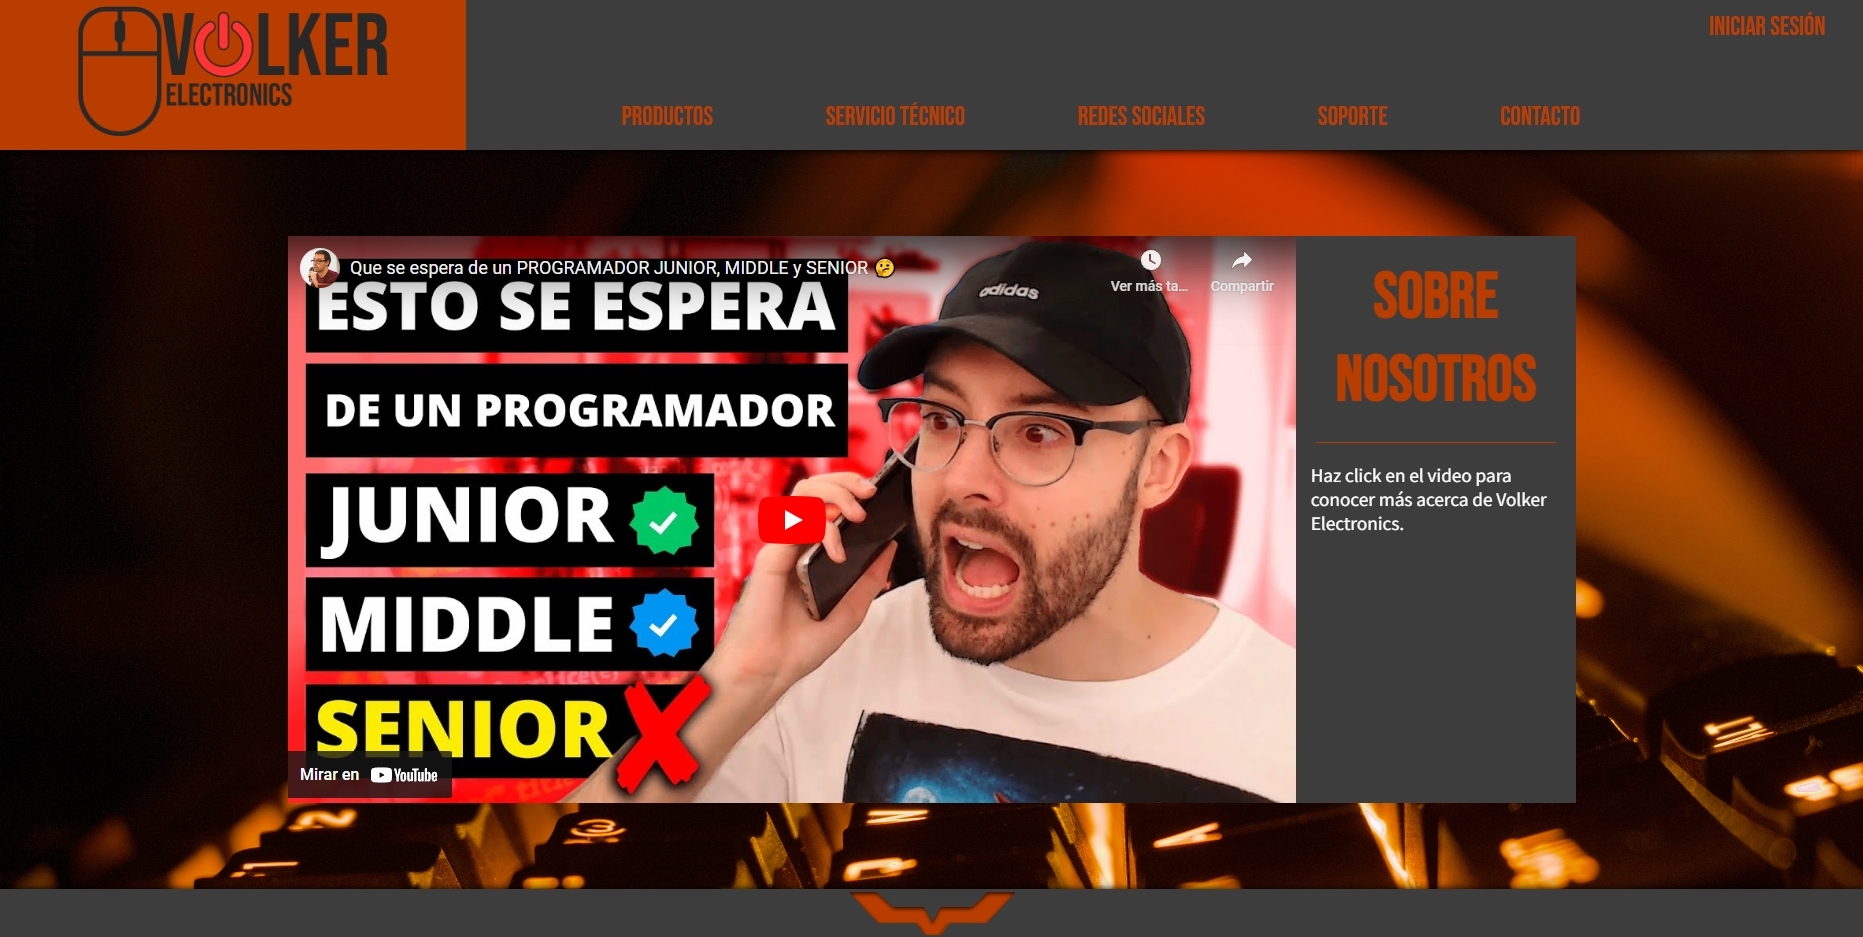 VOLKER
ELECTRONICS
INICIAR SESIÓN
PRODUCTOS SERVICIO TÉCNICO REDES SOCIALES SOPORTE CONTACTO
Que se espera de un PROGRAMADOR JUNIOR, MIDDLE y SENIOR 🤔
Ver más ta... Compartir
adidas
ESTO SE ESPERA
DE UN PROGRAMADOR
JUNIOR
MIDDLE
SENIOR
Mirar en YouTube
SOBRE
NOSOTROS
Haz click en el video para
conocer más acerca de Volker
Electronics.